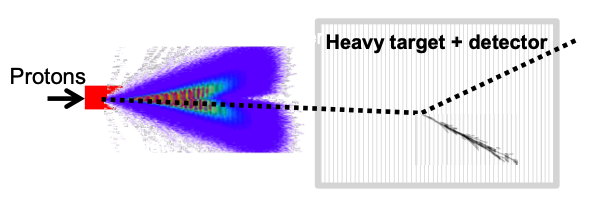 Heavy target + detector
Protons